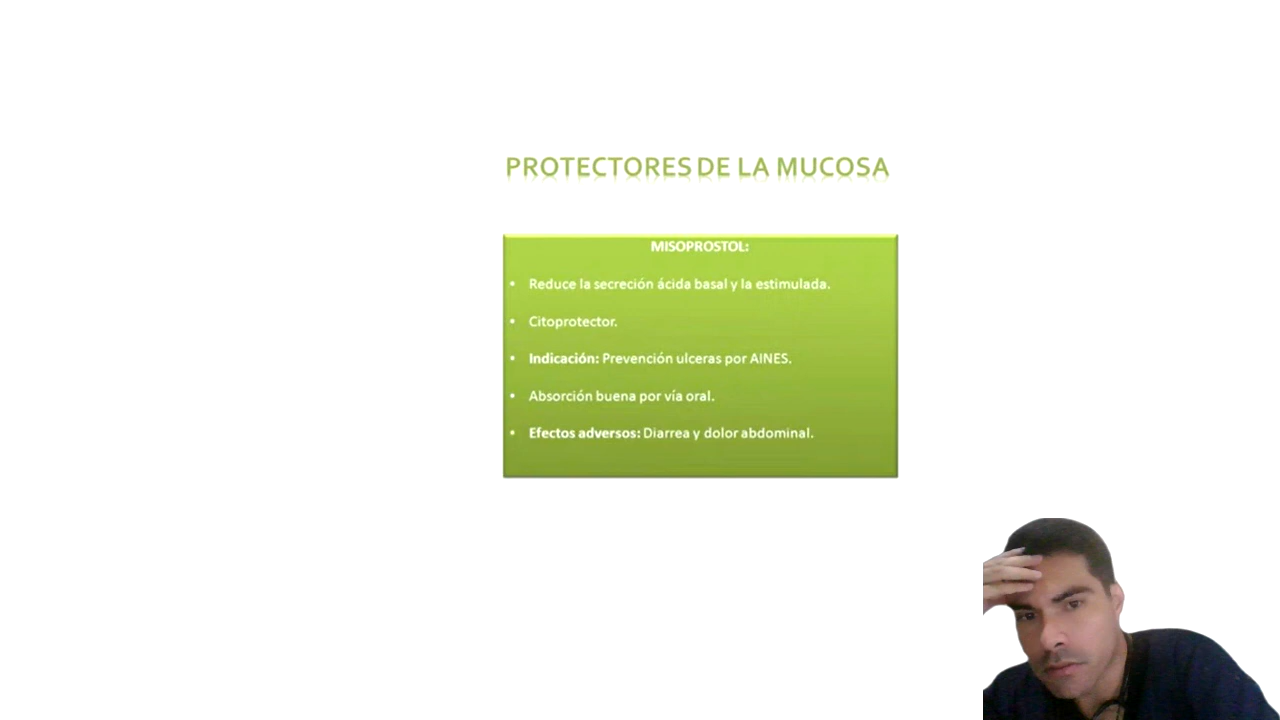 PROTECTORES DE LA MUCOSA
MISOPROSTOL:
• Reduce la secreción ácida basal y la estimulada.
• Citoprotector.
• Indicación: Prevención ulceras por AINES.
• Absorción buena por vía oral.
• Efectos adversos: Diarrea y dolor abdominal.